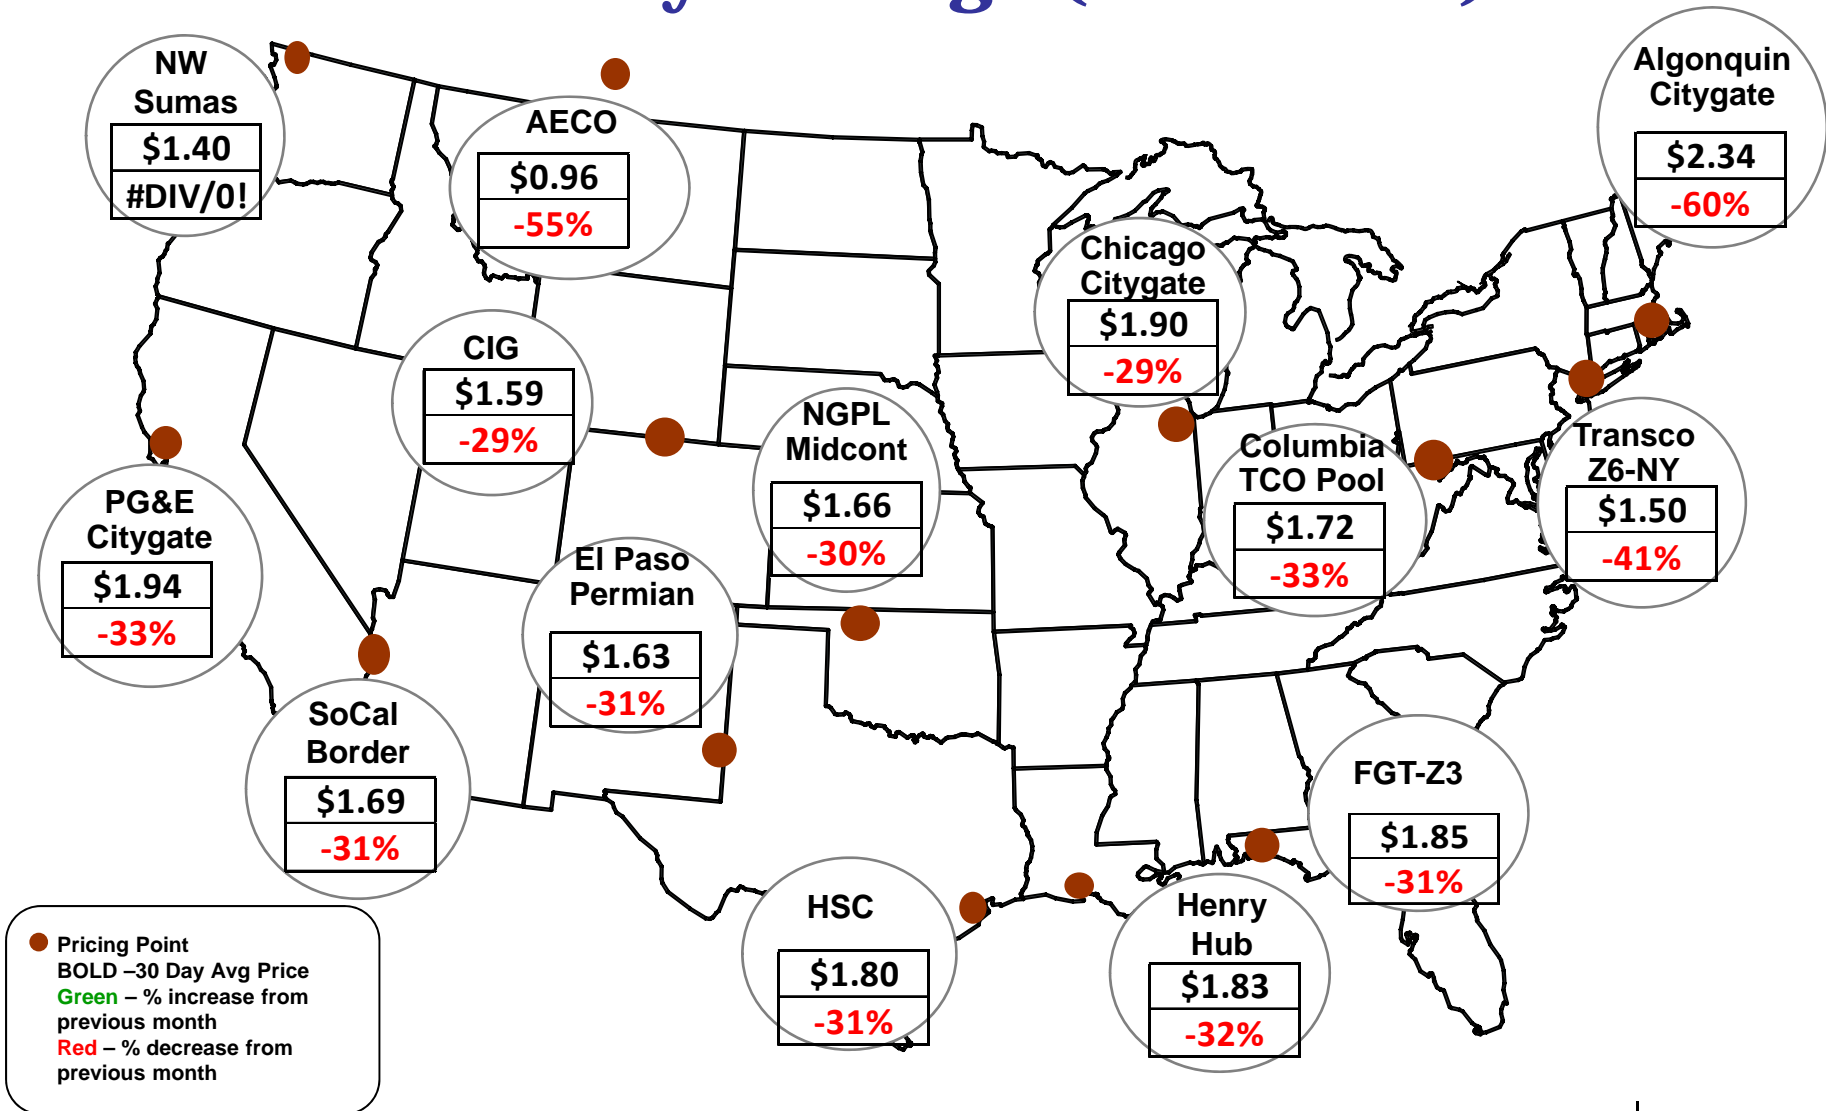 NW
Sumas
$1.40
#DIV/0!
AECO
$0.96
-55%
Algonquin
Citygate
$2.34
-60%
Chicago
Citygate
$1.90
-29%
CIG
$1.59
-29%
NGPL
Midcont
$1.66
-30%
Columbia
TCO Pool
$1.72
-33%
Transco
Z6-NY
$1.50
-41%
PG&E
Citygate
$1.94
-33%
El Paso
Permian
$1.63
-31%
SoCal
Border
$1.69
-31%
FGT-Z3
$1.85
-31%
HSC
$1.80
-31%
Henry
Hub
$1.83
-32%
Pricing Point
BOLD –30 Day Avg Price
Green – % increase from
previous month
Red – % decrease from
previous month